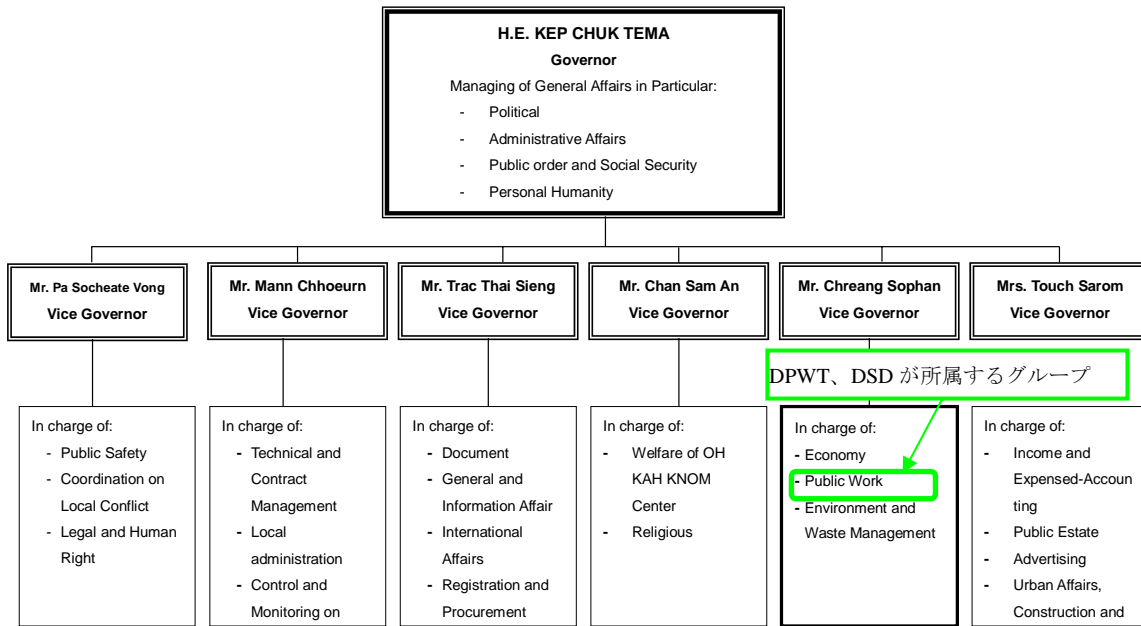 H.E. KEP CHUK TEMA
Governor
Managing of General Affairs in Particular:
- Political
- Administrative Affairs
- Public order and Social Security
- Personal Humanity
Mr. Pa Socheate Vong
Vice Governor
Mr. Mann Chhoeurn
Vice Governor
Mr. Trac Thai Sieng
Vice Governor
Mr. Chan Sam An
Vice Governor
Mr. Chreang Sophan
Vice Governor
Mrs. Touch Sarom
Vice Governor
DPWT、DSD が所属するグループ
In charge of:
- Public Safety
- Coordination on
Local Conflict
- Legal and Human
Right
In charge of:
- Technical and
Contract
Management
- Local
administration
- Control and
Monitoring on
In charge of:
- Document
- General and
Information Affair
- International
Affairs
- Registration and
Procurement
In charge of:
- Welfare of OH
KAH KNOM
Center
- Religious
In charge of:
- Economy
- Public Work
- Environment and
Waste Management
In charge of:
- Income and
Expensed-Accoun
ting
- Public Estate
- Advertising
- Urban Affairs,
Construction and